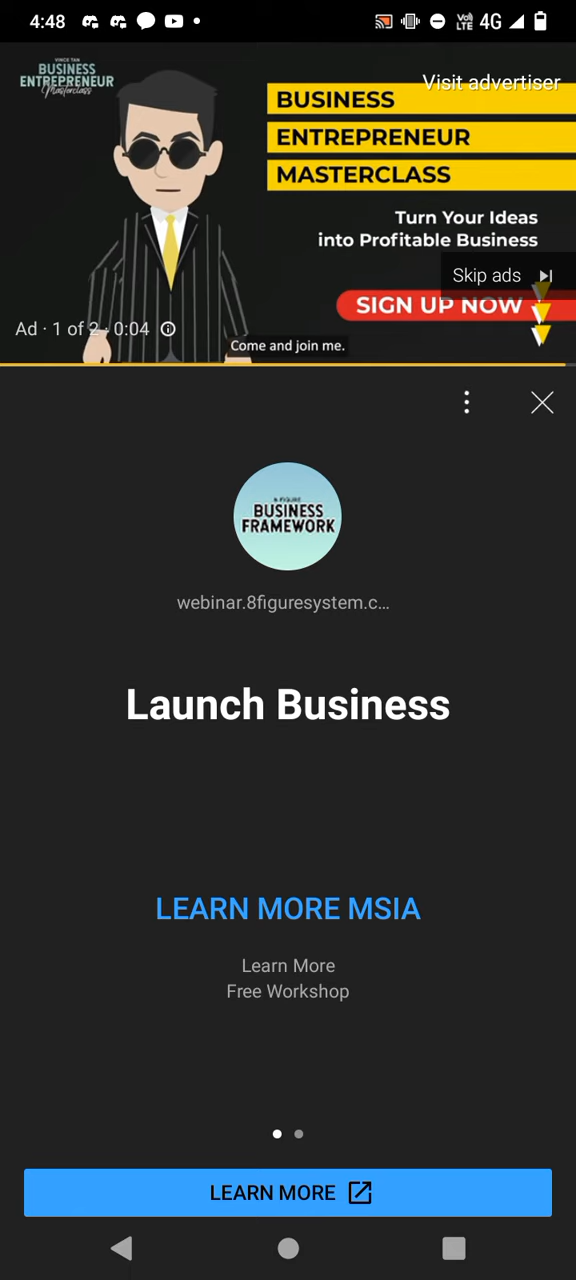 4:48
4G
VINCE TAN
BUSINESS
ENTREPRENEUR
Masterclass
Visit advertiser
BUSINESS
ENTREPRENEUR
MASTERCLASS
Turn Your Ideas
into Profitable Business
Skip ads
SIGN UP NOW
Ad · 1 of 2 · 0:04
Come and join me.
8-FIGURE
BUSINESS
FRAMEWORK
webinar.8figuresystem.c...
Launch Business
LEARN MORE MSIA
Learn More
Free Workshop
LEARN MORE